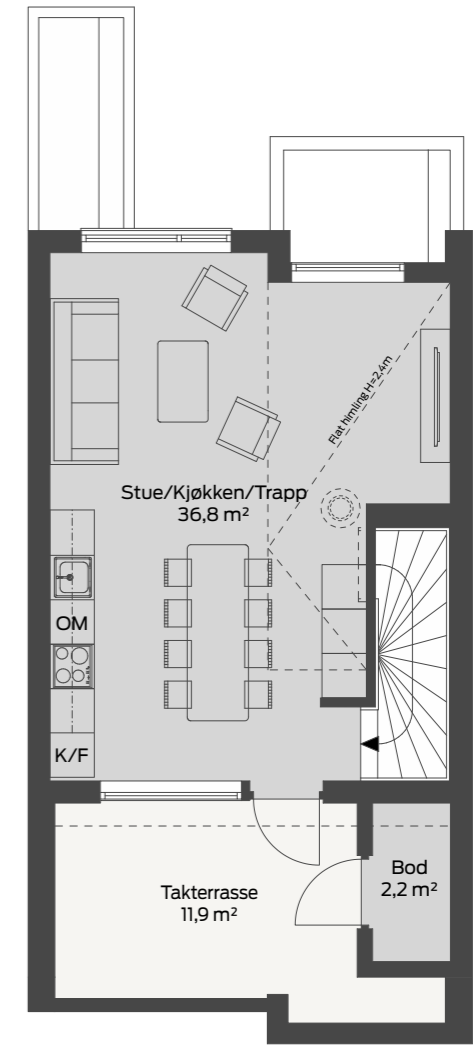 Flat himling H=2,4m
Stue/Kjøkken/Trapp
36,8 m²
OM
K/F
Bod
2,2 m²
Takterrasse
11,9 m²